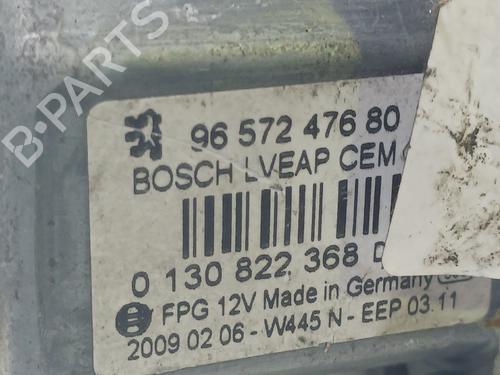 B-PARTS
96 572 476 80
BOSCH LVEAP CEM
0 130 822 368
FPG 12V Made in Germany
2009 02 06 - W445 N - EEP 03.11